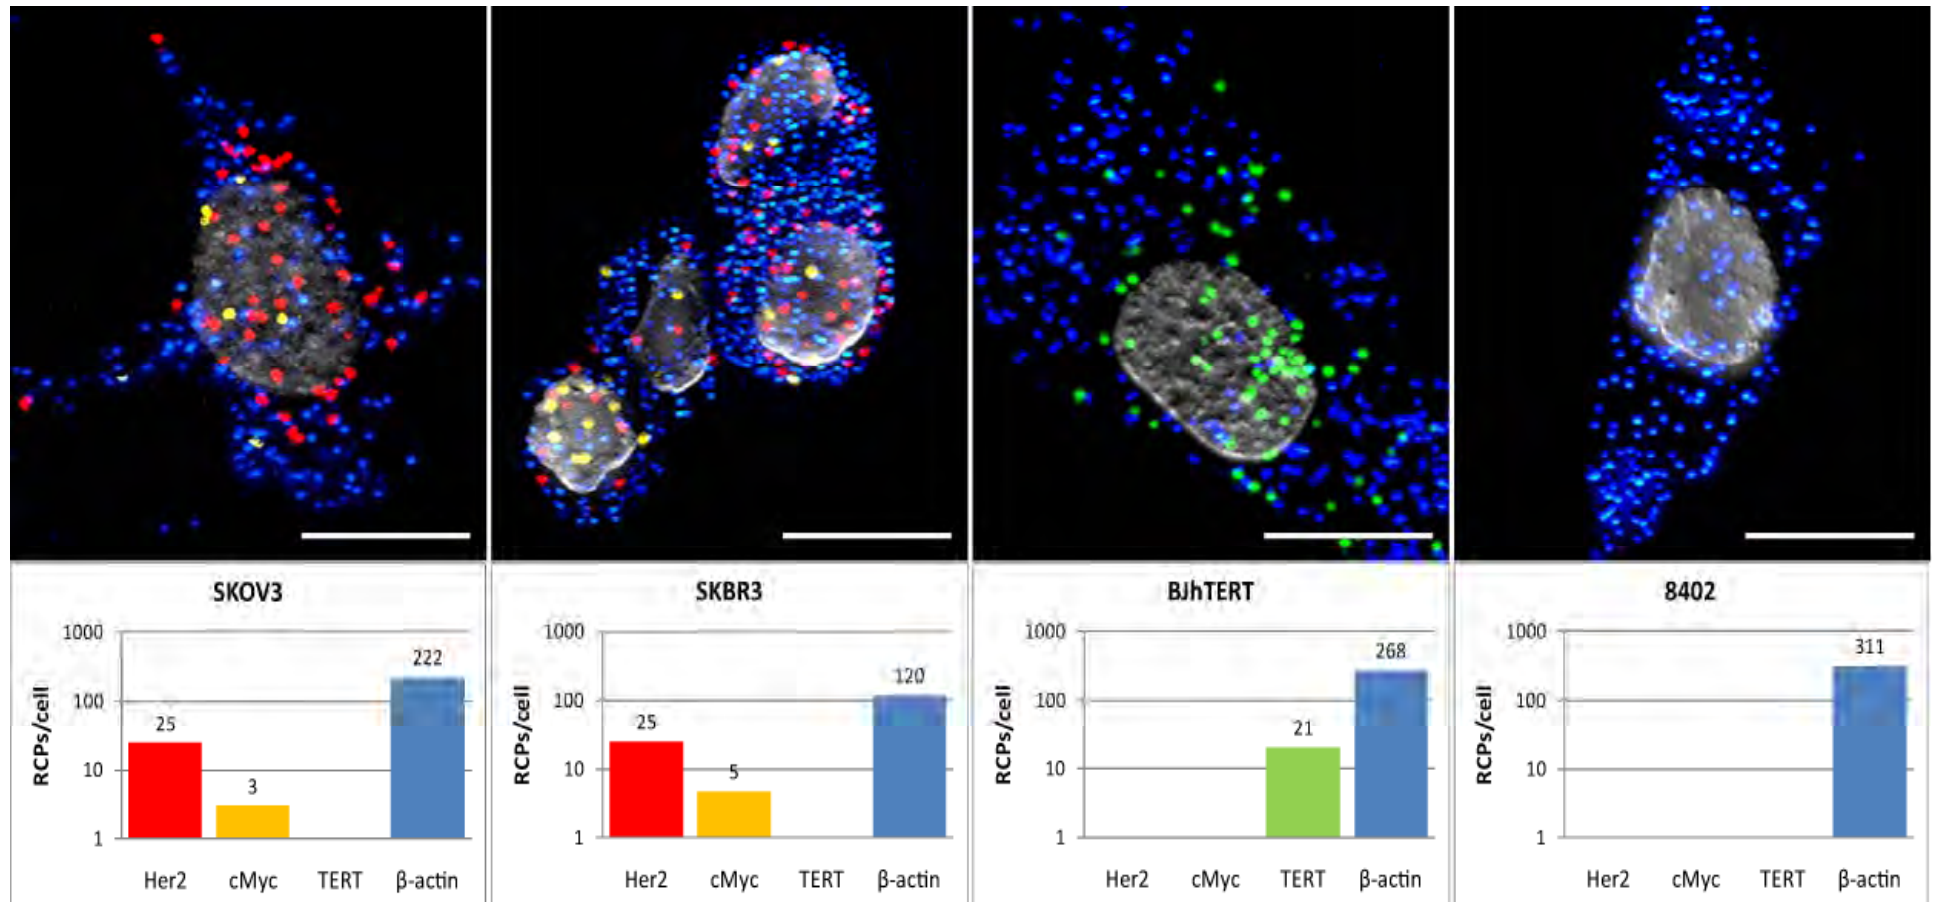 SKOV3
1000
100
10
1
RCPs/cell
25
3
222
Her2 cMyc TERT β-actin
SKBR3
1000
100
10
1
RCPs/cell
25
5
120
Her2 cMyc TERT β-actin
BJhTERT
1000
100
10
1
RCPs/cell
21
268
Her2 cMyc TERT β-actin
8402
1000
100
10
1
RCPs/cell
311
Her2 cMyc TERT β-actin